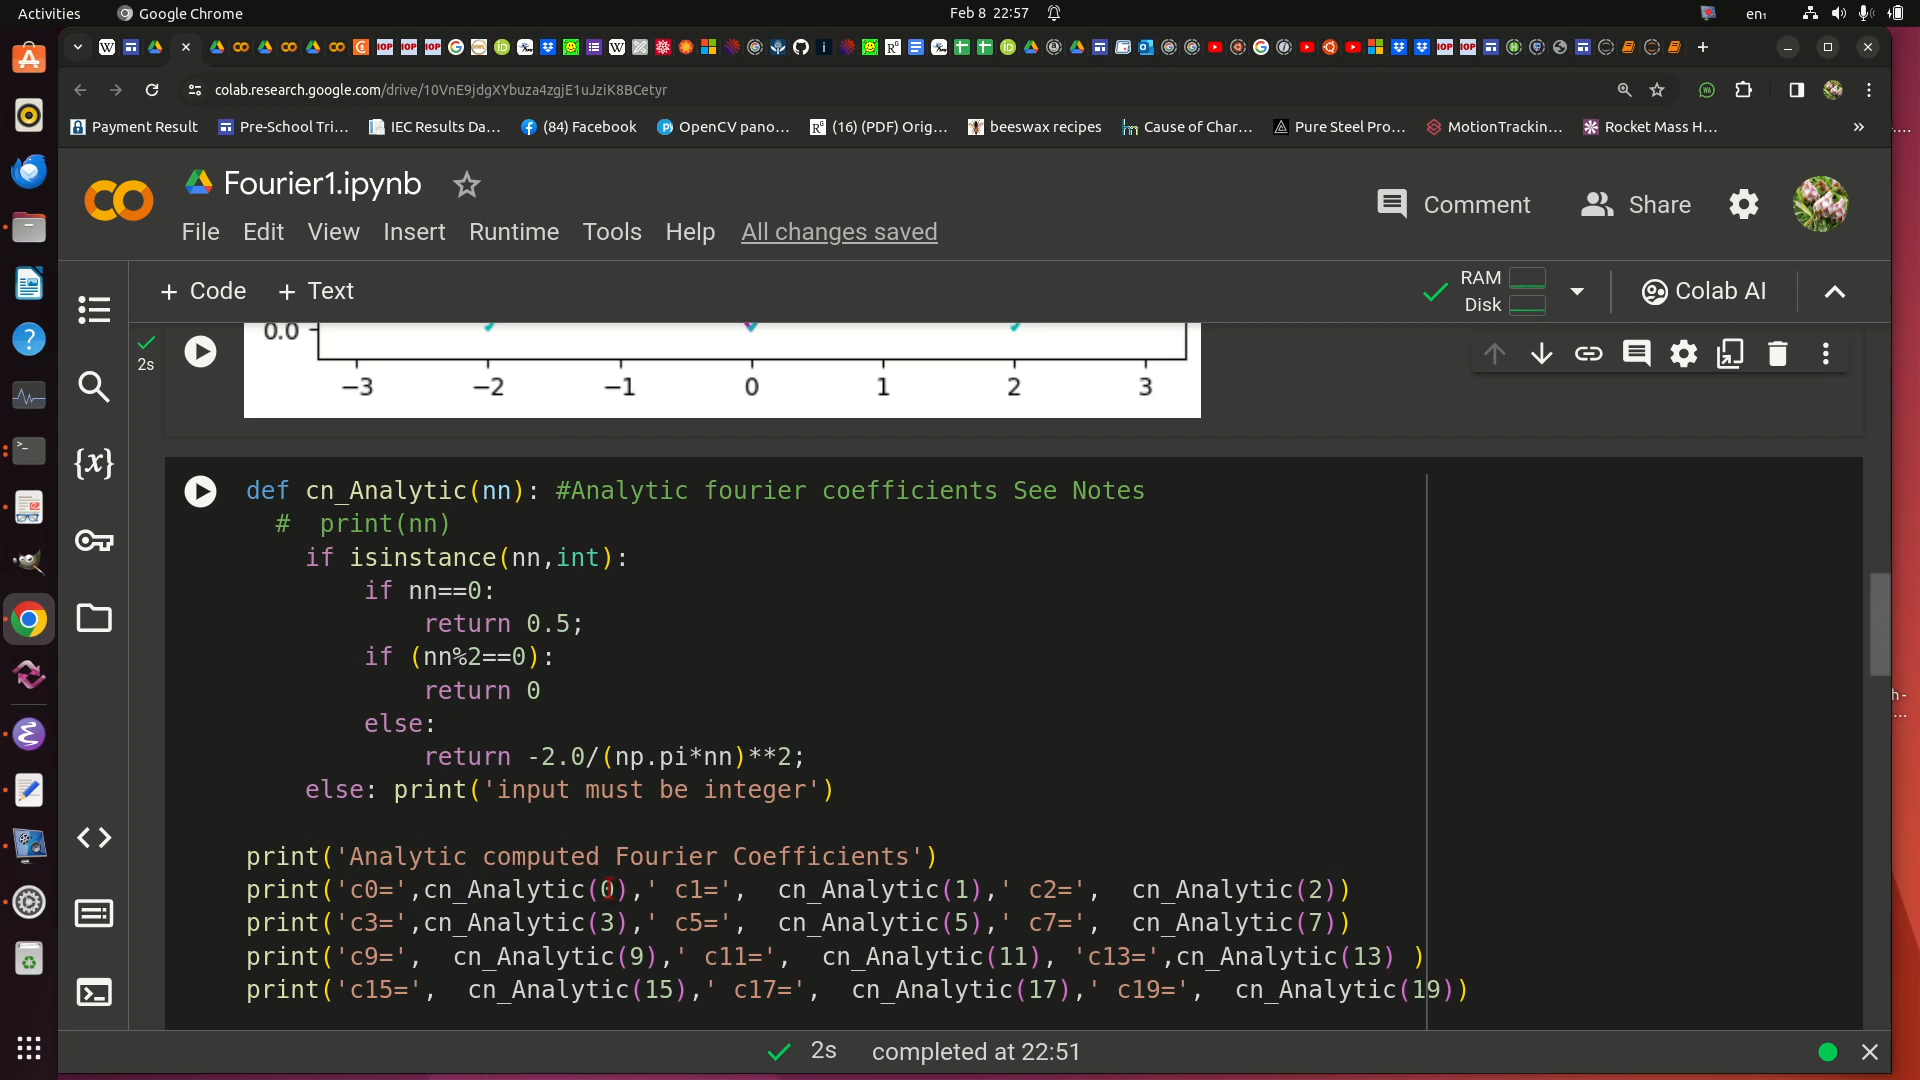 Activities Google Chrome Feb 8 22:57 en₁
colab.research.google.com/drive/10VnE9jdgXYbuza4zgjE1uJziK8BCetyr
Payment Result Pre-School Tri... IEC Results Da... (84) Facebook OpenCV pano... (16) (PDF) Orig... beeswax recipes Cause of Char... Pure Steel Pro... MotionTrackin... Rocket Mass H... »
Fourier1.ipynb
Comment Share
File Edit View Insert Runtime Tools Help All changes saved
+ Code + Text RAM Disk Colab AI
2s
0.0
−3 −2 −1 0 1 2 3
def cn_Analytic(nn): #Analytic fourier coefficients See Notes
#  print(nn)
if isinstance(nn,int):
if nn==0:
return 0.5;
if (nn%2==0):
return 0
else:
return -2.0/(np.pi*nn)**2;
else: print('input must be integer')
print('Analytic computed Fourier Coefficients')
print('c0=',cn_Analytic(0),' c1=',  cn_Analytic(1),' c2=',  cn_Analytic(2))
print('c3=',cn_Analytic(3),' c5=',  cn_Analytic(5),' c7=',  cn_Analytic(7))
print('c9=',  cn_Analytic(9),' c11=',  cn_Analytic(11), 'c13=',cn_Analytic(13) )
print('c15=',  cn_Analytic(15),' c17=',  cn_Analytic(17),' c19=',  cn_Analytic(19))
2s completed at 22:51